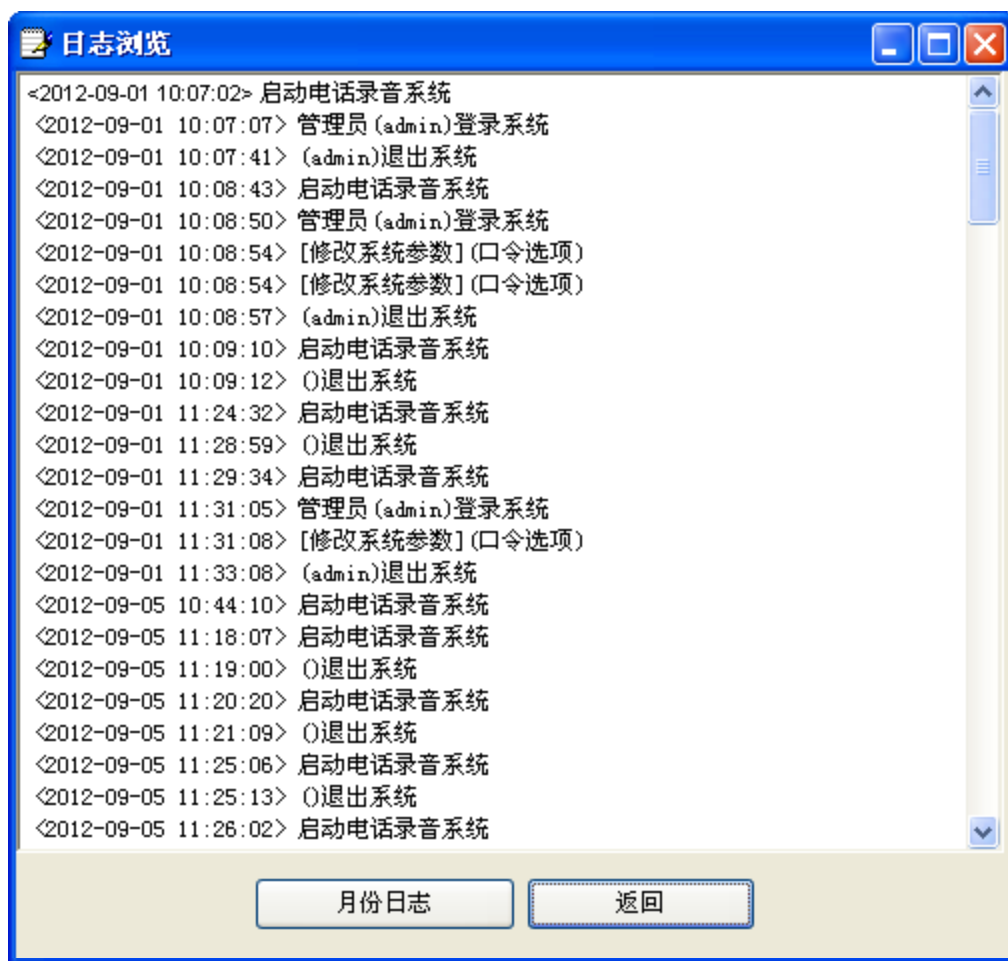 日志浏览
<2012-09-01 10:07:02> 启动电话录音系统
<2012-09-01 10:07:07> 管理员(admin)登录系统
<2012-09-01 10:07:41> (admin)退出系统
<2012-09-01 10:08:43> 启动电话录音系统
<2012-09-01 10:08:50> 管理员(admin)登录系统
<2012-09-01 10:08:54> [修改系统参数](口令选项)
<2012-09-01 10:08:54> [修改系统参数](口令选项)
<2012-09-01 10:08:57> (admin)退出系统
<2012-09-01 10:09:10> 启动电话录音系统
<2012-09-01 10:09:12> ()退出系统
<2012-09-01 11:24:32> 启动电话录音系统
<2012-09-01 11:28:59> ()退出系统
<2012-09-01 11:29:34> 启动电话录音系统
<2012-09-01 11:31:05> 管理员(admin)登录系统
<2012-09-01 11:31:08> [修改系统参数](口令选项)
<2012-09-01 11:33:08> (admin)退出系统
<2012-09-05 10:44:10> 启动电话录音系统
<2012-09-05 11:18:07> 启动电话录音系统
<2012-09-05 11:19:00> ()退出系统
<2012-09-05 11:20:20> 启动电话录音系统
<2012-09-05 11:21:09> ()退出系统
<2012-09-05 11:25:06> 启动电话录音系统
<2012-09-05 11:25:13> ()退出系统
<2012-09-05 11:26:02> 启动电话录音系统
月份日志 返回